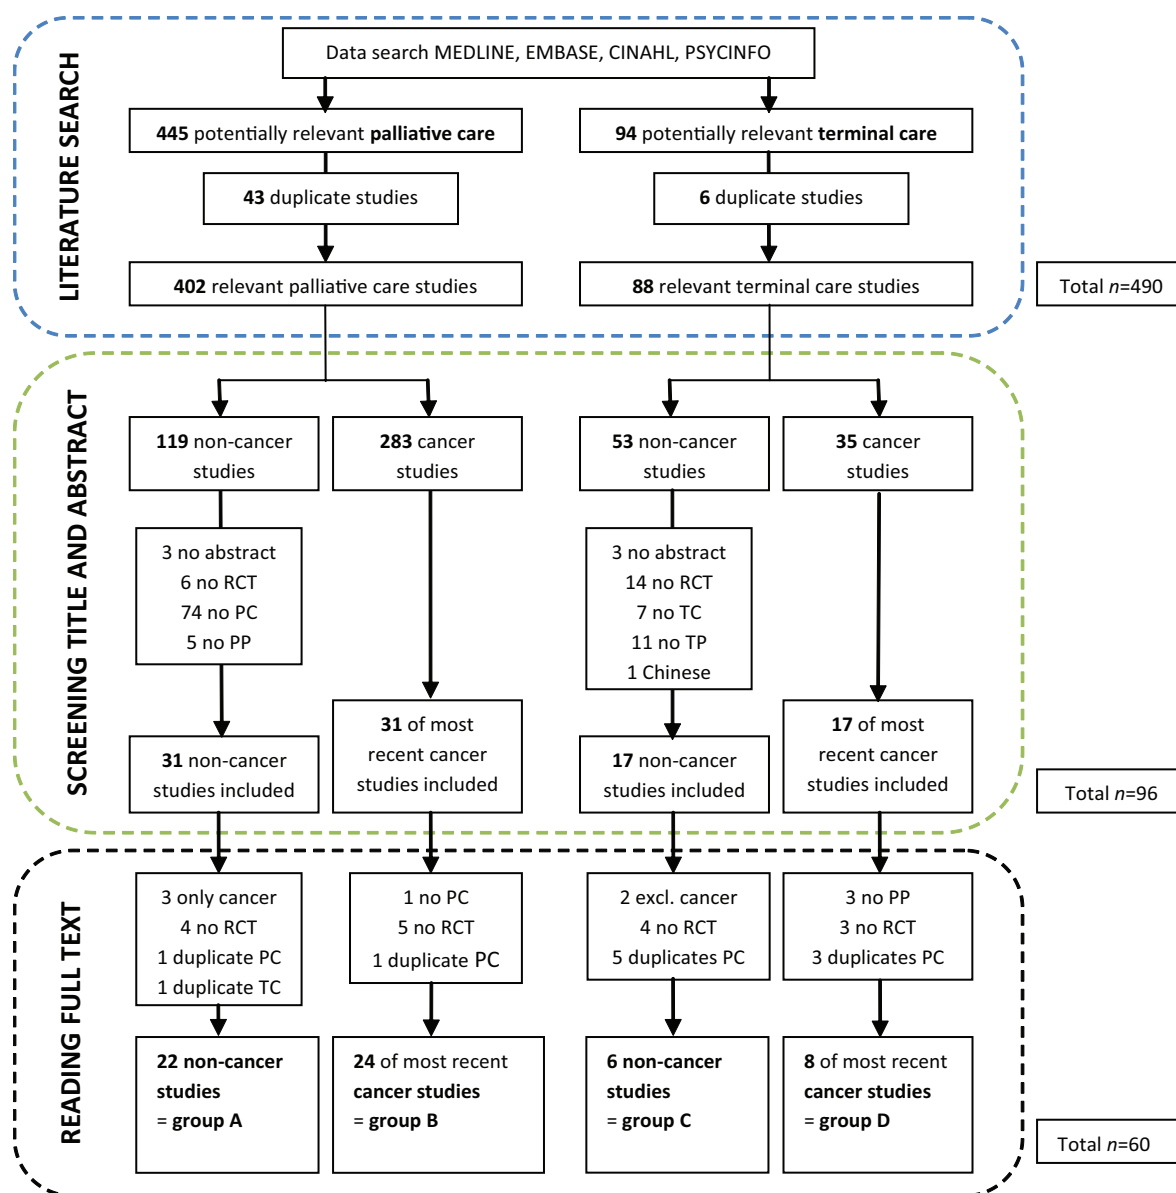 LITERATURE SEARCH
Data search MEDLINE, EMBASE, CINAHL, PSYCINFO
445 potentially relevant palliative care
94 potentially relevant terminal care
43 duplicate studies
6 duplicate studies
402 relevant palliative care studies
88 relevant terminal care studies
Total n=490
SCREENING TITLE AND ABSTRACT
119 non-cancer
studies
283 cancer
studies
53 non-cancer
studies
35 cancer
studies
3 no abstract
6 no RCT
74 no PC
5 no PP
3 no abstract
14 no RCT
7 no TC
11 no TP
1 Chinese
31 non-cancer
studies included
31 of most
recent cancer
studies included
17 non-cancer
studies included
17 of most
recent cancer
studies included
Total n=96
READING FULL TEXT
3 only cancer
4 no RCT
1 duplicate PC
1 duplicate TC
1 no PC
5 no RCT
1 duplicate PC
2 excl. cancer
4 no RCT
5 duplicates PC
3 no PP
3 no RCT
3 duplicates PC
22 non-cancer
studies
= group A
24 of most recent
cancer studies
= group B
6 non-cancer
studies
= group C
8 of most recent
cancer studies
= group D
Total n=60